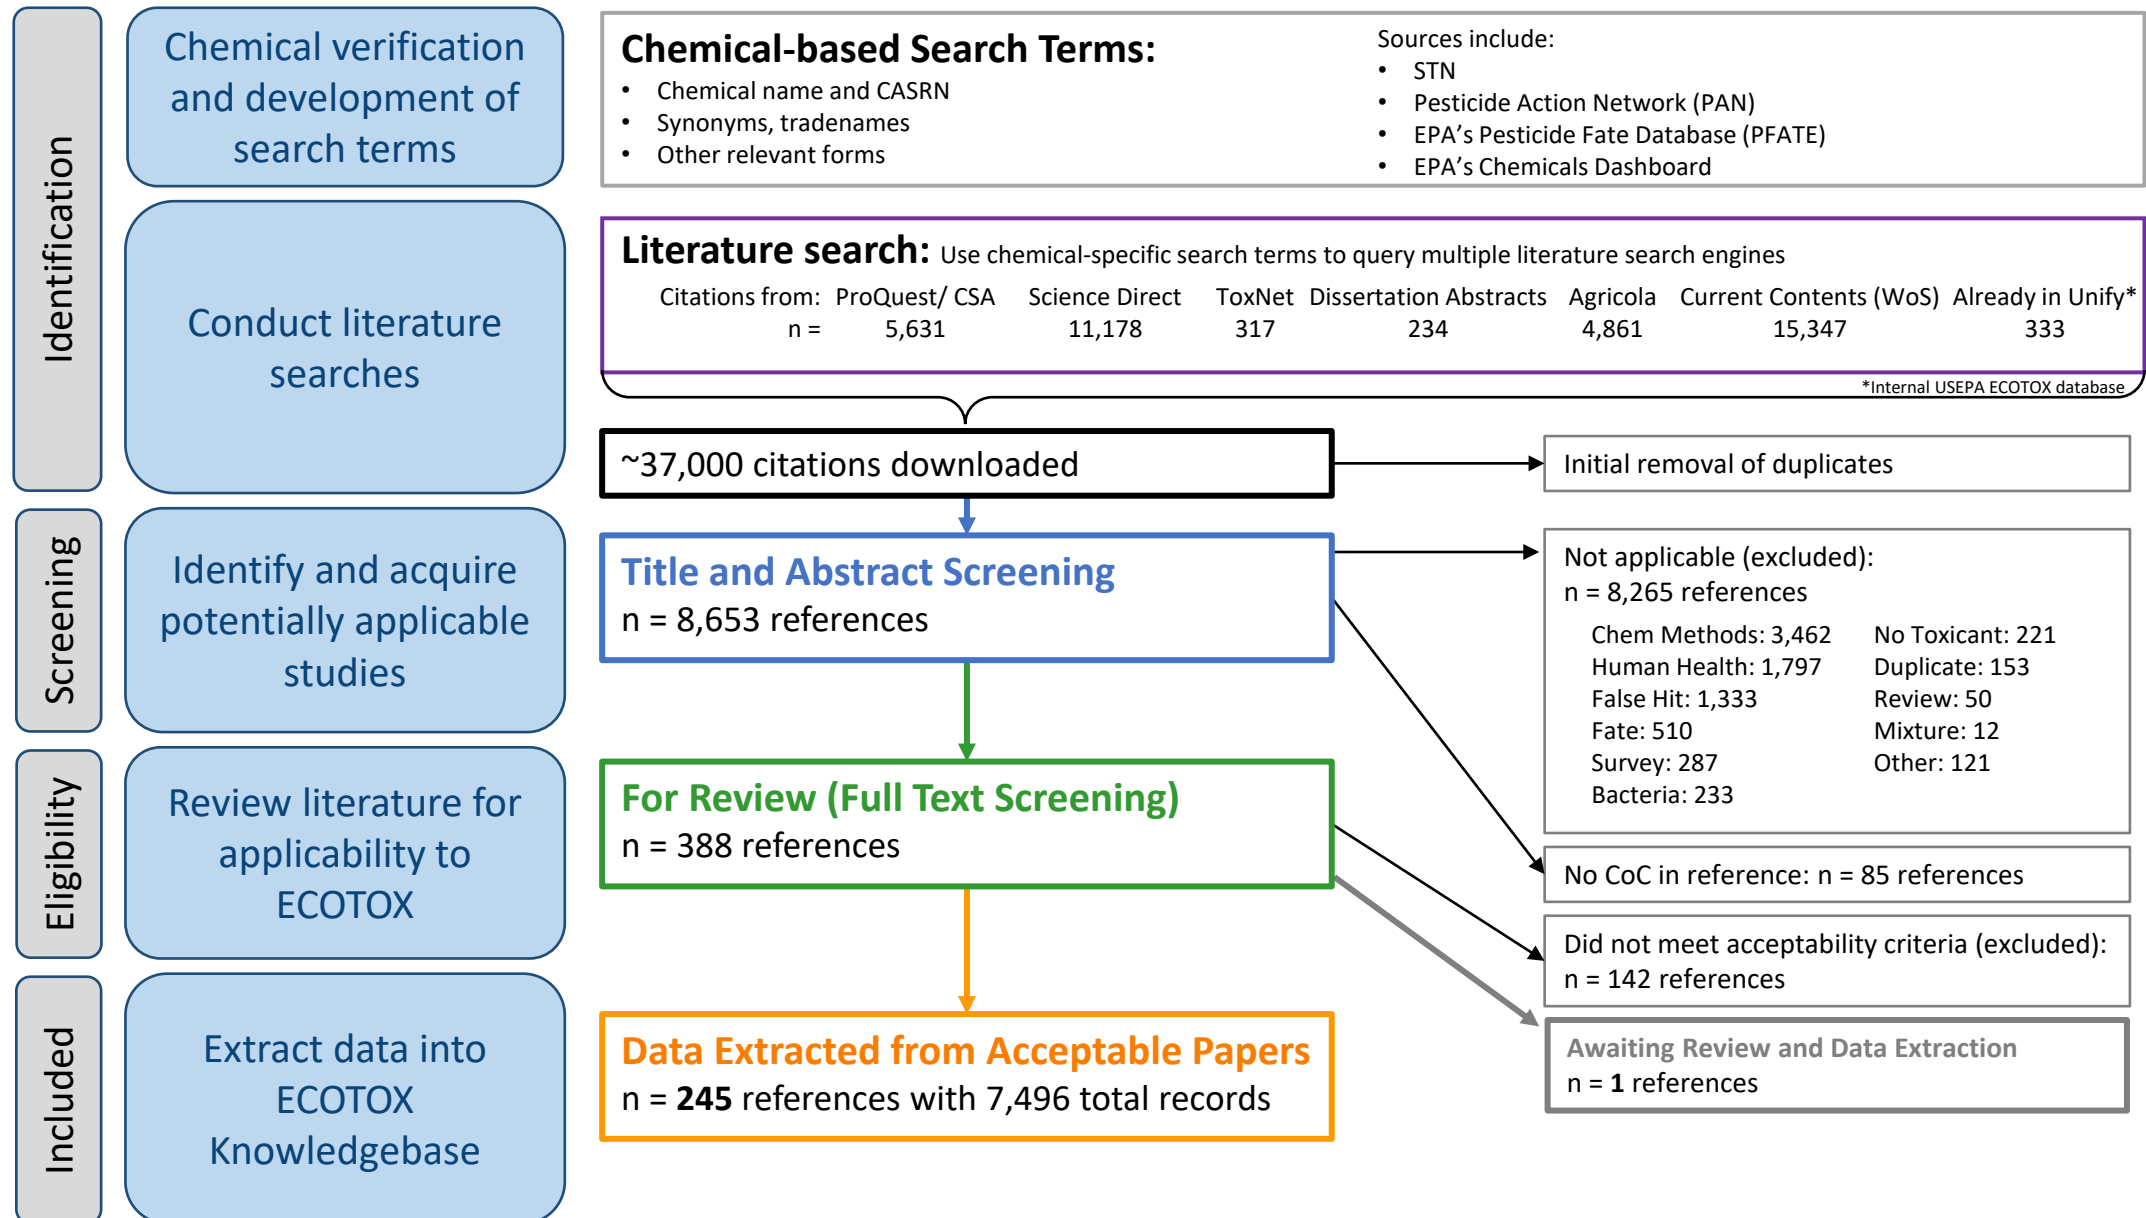 Identification
Chemical verification
and development of
search terms
Chemical-based Search Terms:
• Chemical name and CASRN
• Synonyms, tradenames
• Other relevant forms
Sources include:
• STN
• Pesticide Action Network (PAN)
• EPA's Pesticide Fate Database (PFATE)
• EPA's Chemicals Dashboard
Conduct literature
searches
Literature search: Use chemical-specific search terms to query multiple literature search engines
Citations from: ProQuest/ CSA Science Direct ToxNet Dissertation Abstracts Agricola Current Contents (WoS) Already in Unify*
n = 5,631 11,178 317 234 4,861 15,347 333
*Internal USEPA ECOTOX database
~37,000 citations downloaded
Initial removal of duplicates
Screening
Identify and acquire
potentially applicable
studies
Title and Abstract Screening
n = 8,653 references
Not applicable (excluded):
n = 8,265 references
Chem Methods: 3,462
Human Health: 1,797
False Hit: 1,333
Fate: 510
Survey: 287
Bacteria: 233
No Toxicant: 221
Duplicate: 153
Review: 50
Mixture: 12
Other: 121
Eligibility
Review literature for
applicability to
ECOTOX
For Review (Full Text Screening)
n = 388 references
No CoC in reference: n = 85 references
Did not meet acceptability criteria (excluded):
n = 142 references
Awaiting Review and Data Extraction
n = 1 references
Included
Extract data into
ECOTOX
Knowledgebase
Data Extracted from Acceptable Papers
n = 245 references with 7,496 total records